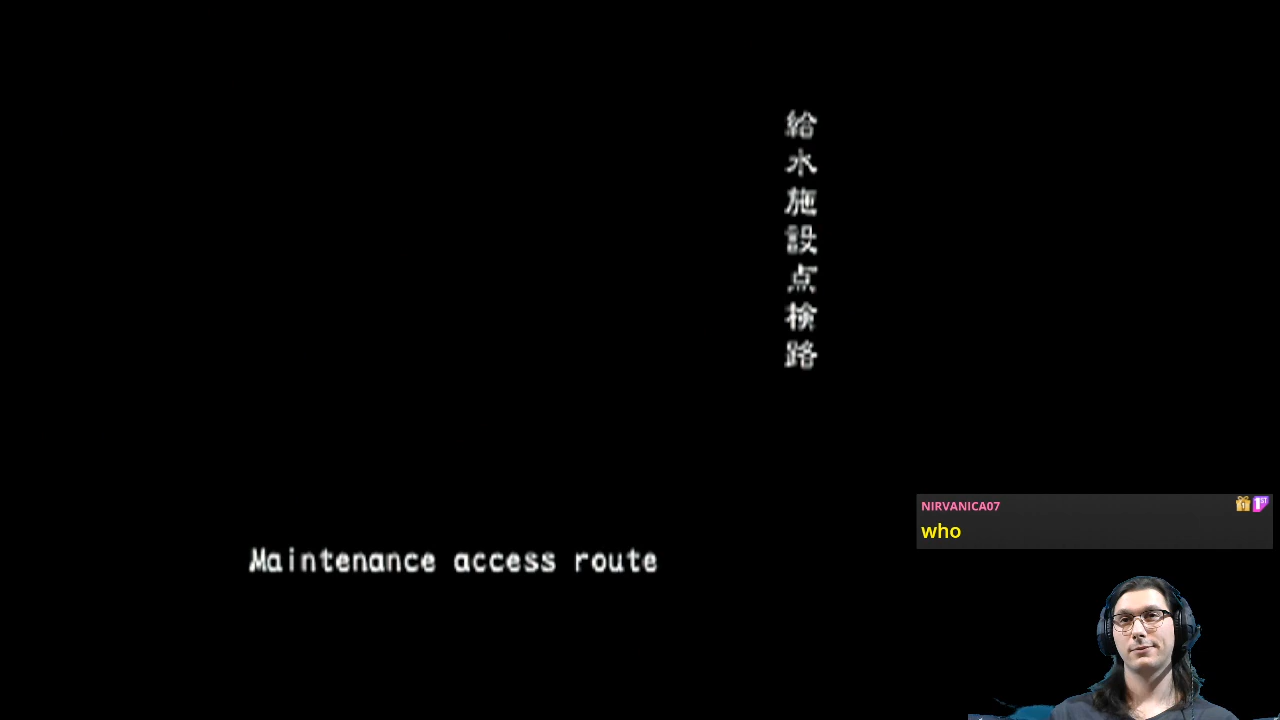 給水施設点検路
Maintenance access route
NIRVANICA07
who